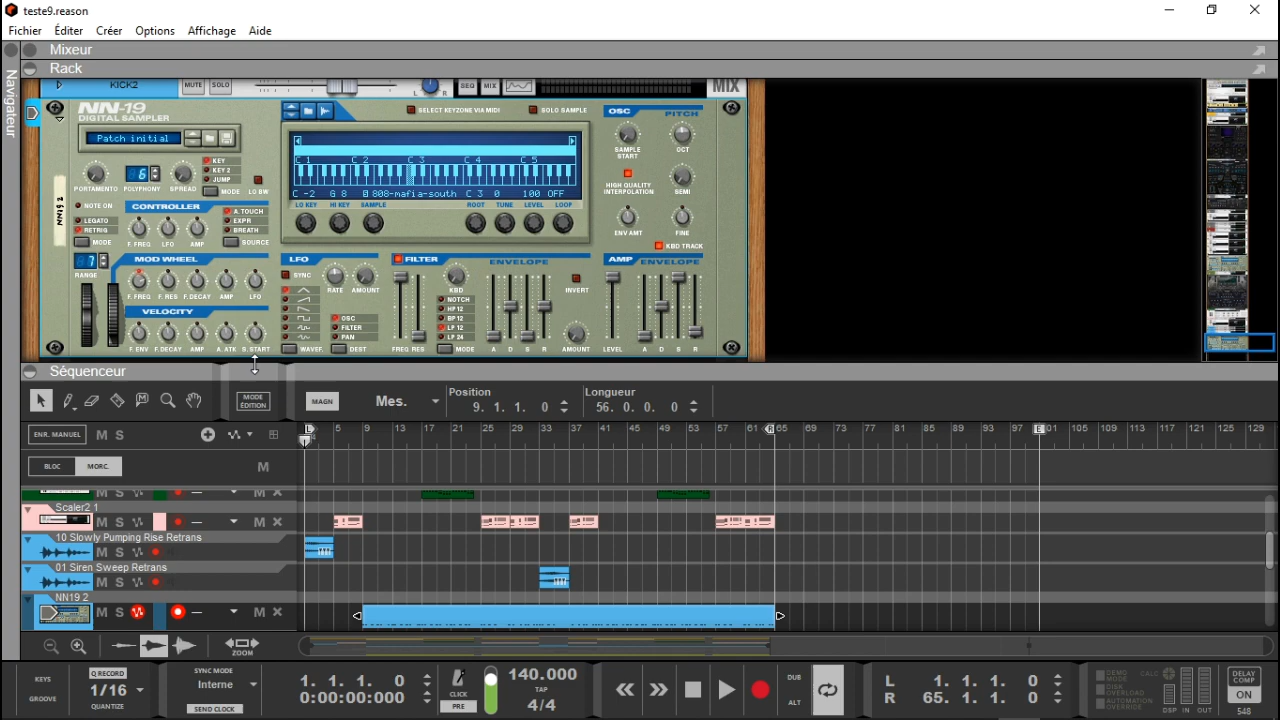 teste9.reason
Fichier Éditer Créer Options Affichage Aide
Mixeur
Rack
Navigateur
KICK2 MUTE SOLO SEQ MIX MIX
NN-19
DIGITAL SAMPLER
Patch initial
SELECT KEYZONE VIA MIDI SOLO SAMPLE
OSC PITCH
SAMPLE START OCT
KEY
KEY 2
JUMP
PORTAMENTO POLYPHONY 6 SPREAD MODE LO BW
C 1 C 2 C 3 C 4 C 5
C -2 G 8 808-mafia-south C 3 0 100 OFF
LO KEY HI KEY SAMPLE ROOT TUNE LEVEL LOOP
HIGH QUALITY INTERPOLATION SEMI
ENV AMT FINE
KBD TRACK
NN19 2
NOTE ON
LEGATO
RETRIG
MODE
CONTROLLER
A.TOUCH
EXPR
BREATH
F. FREQ LFO AMP SOURCE
7
RANGE
MOD WHEEL
F. FREQ F. RES F.DECAY AMP LFO
VELOCITY
F. ENV F.DECAY AMP A. ATK S. START
LFO
SYNC RATE AMOUNT
OSC
FILTER
PAN
WAVEF. DEST
FILTER ENVELOPE
KBD INVERT
NOTCH
HP 12
BP 12
LP 12
LP 24
FREQ RES MODE A D S R AMOUNT
AMP ENVELOPE
LEVEL A D S R
Séquenceur
MODE ÉDITION MAGN Mes.
Position
9. 1. 1. 0
Longueur
56. 0. 0. 0
ENR. MANUEL M S
L 5 9 13 17 21 25 29 33 37 41 45 49 53 57 61 R 65 69 73 77 81 85 89 93 97 E 01 105 109 113 117 121 125 129
BLOC MORC. M
M S M
Scaler2 1
M S M
10 Slowly Pumping Rise Retrans
M S
01 Siren Sweep Retrans
M S
NN19 2
M S M
ZOOM
KEYS
GROOVE
Q RECORD
1/16
QUANTIZE
SYNC MODE
Interne
SEND CLOCK
1. 1. 1. 0
0:00:00:000
CLICK
PRE
140.000
TAP
4/4
DUB
ALT
L 1. 1. 1. 0
R 65. 1. 1. 0
DEMO MODE
DISK OVERLOAD
AUTOMATION OVERRIDE
CALC
DSP IN OUT
DELAY COMP
ON
548